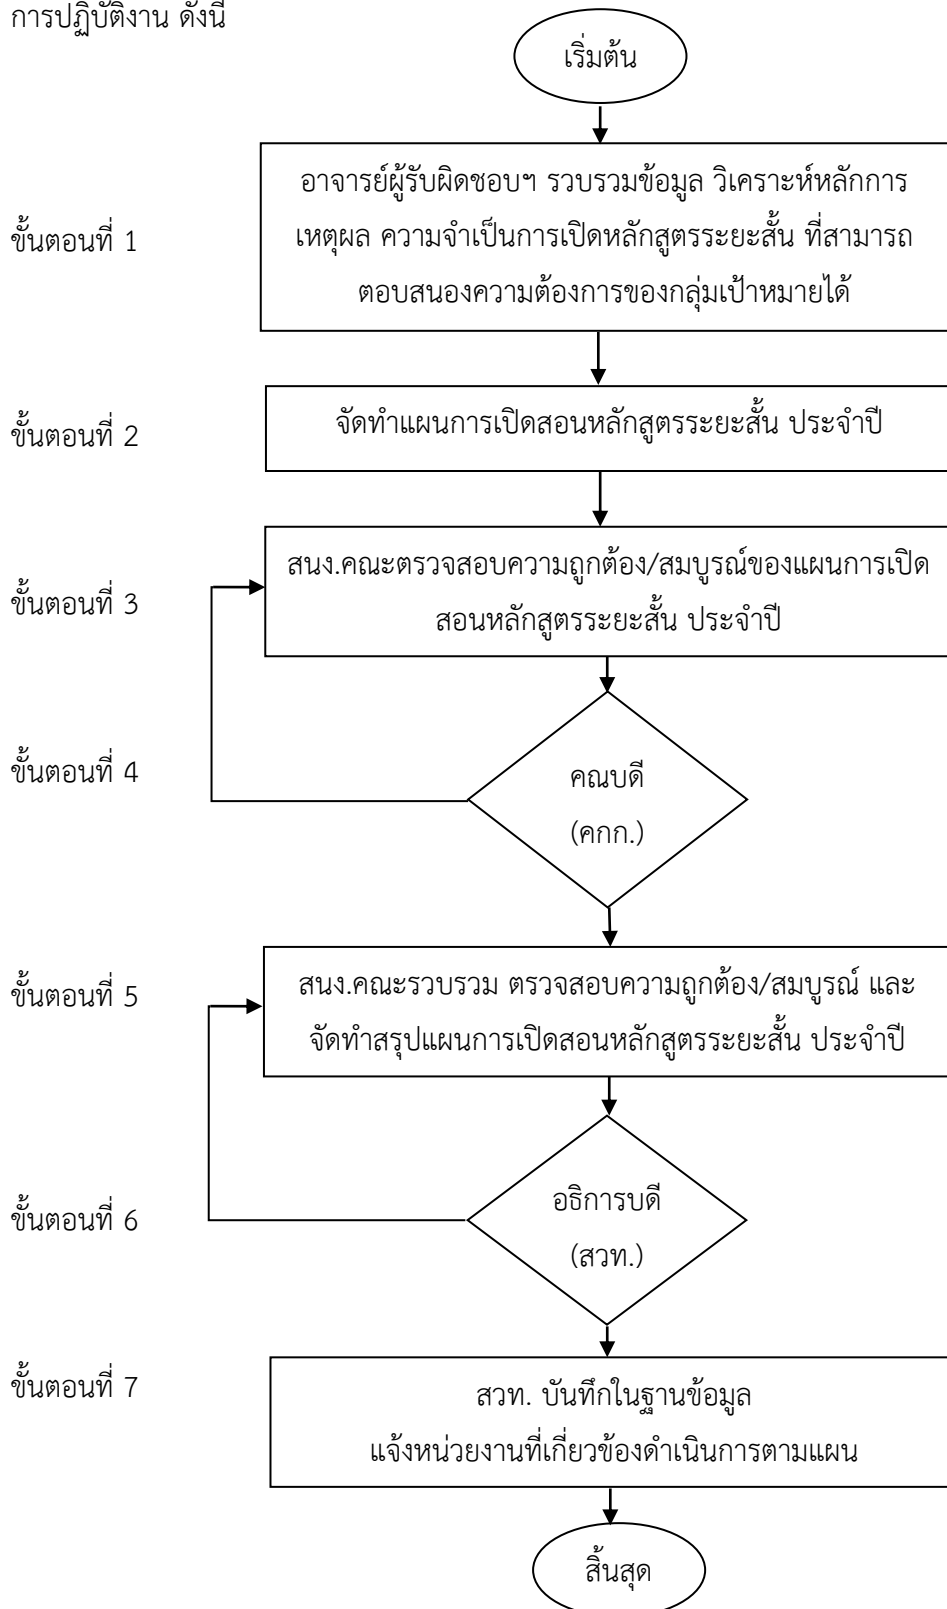 การปฏิบัติงาน ดังนี้
เริ่มต้น
ขั้นตอนที่ 1
อาจารย์ผู้รับผิดชอบฯ รวบรวมข้อมูล วิเคราะห์หลักการ
เหตุผล ความจำเป็นการเปิดหลักสูตรระยะสั้น ที่สามารถ
ตอบสนองความต้องการของกลุ่มเป้าหมายได้
ขั้นตอนที่ 2
จัดทำแผนการเปิดสอนหลักสูตรระยะสั้น ประจำปี
ขั้นตอนที่ 3
สนง.คณะตรวจสอบความถูกต้อง/สมบูรณ์ของแผนการเปิด
สอนหลักสูตรระยะสั้น ประจำปี
ขั้นตอนที่ 4
คณบดี
(คกก.)
ขั้นตอนที่ 5
สนง.คณะรวบรวม ตรวจสอบความถูกต้อง/สมบูรณ์ และ
จัดทำสรุปแผนการเปิดสอนหลักสูตรระยะสั้น ประจำปี
ขั้นตอนที่ 6
อธิการบดี
(สวท.)
ขั้นตอนที่ 7
สวท. บันทึกในฐานข้อมูล
แจ้งหน่วยงานที่เกี่ยวข้องดำเนินการตามแผน
สิ้นสุด